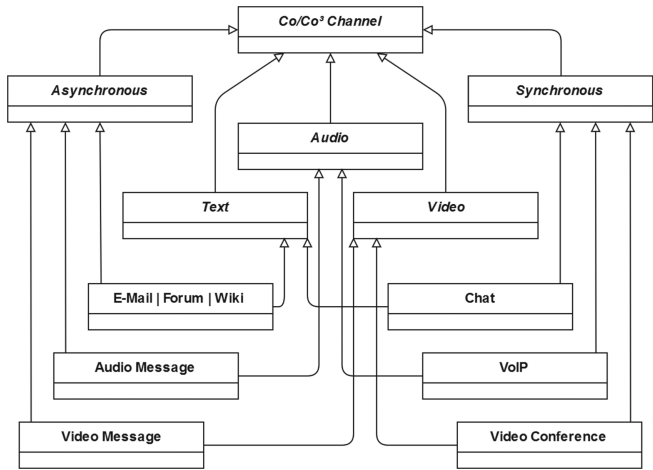 Co/Co³ Channel
Asynchronous
Synchronous
Audio
Text
Video
E-Mail | Forum | Wiki
Chat
Audio Message
VoIP
Video Message
Video Conference